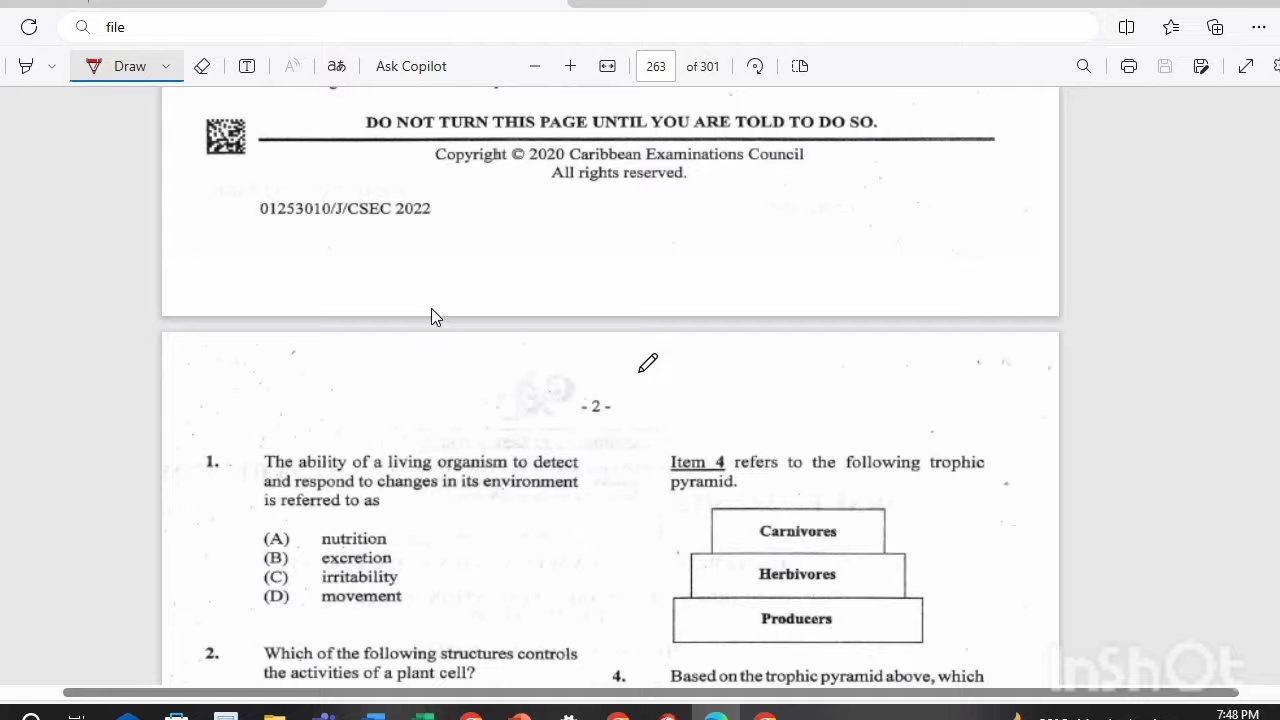 file
Draw
Ask Copilot
263 of 301
DO NOT TURN THIS PAGE UNTIL YOU ARE TOLD TO DO SO.
Copyright © 2020 Caribbean Examinations Council
All rights reserved.
01253010/J/CSEC 2022
- 2 -
1. The ability of a living organism to detect
and respond to changes in its environment
is referred to as
(A) nutrition
(B) excretion
(C) irritability
(D) movement
2. Which of the following structures controls
the activities of a plant cell?
Item 4 refers to the following trophic
pyramid.
Carnivores
Herbivores
Producers
4. Based on the trophic pyramid above, which
InShOt
7:48 PM